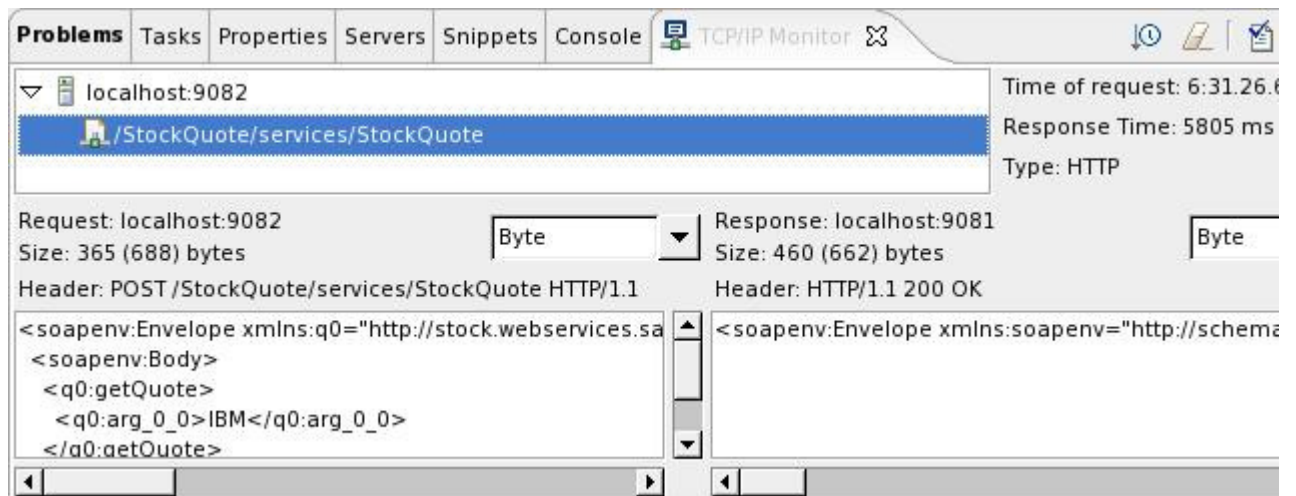 Problems Tasks Properties Servers Snippets Console TCP/IP Monitor
localhost:9082
/StockQuote/services/StockQuote
Time of request: 6:31.26.6
Response Time: 5805 ms
Type: HTTP
Request: localhost:9082
Size: 365 (688) bytes
Byte
Header: POST /StockQuote/services/StockQuote HTTP/1.1
<soapenv:Envelope xmlns:q0="http://stock.webservices.sa
<soapenv:Body>
<q0:getQuote>
<q0:arg_0_0>IBM</q0:arg_0_0>
</q0:getQuote>
Response: localhost:9081
Size: 460 (662) bytes
Byte
Header: HTTP/1.1 200 OK
<soapenv:Envelope xmlns:soapenv="http://schema